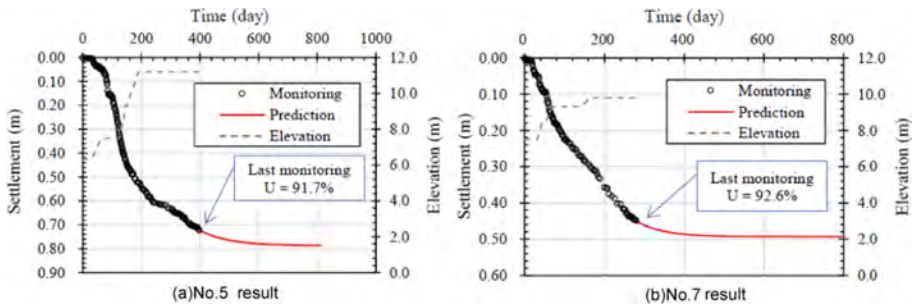 Time (day)
0 200 400 600 800 1000
Settlement (m)
0.00
0.10
0.20
0.30
0.40
0.50
0.60
0.70
0.80
0.90
Monitoring
Prediction
Elevation
Last monitoring
U = 91.7%
12.0
10.0
8.0
6.0
4.0
2.0
0.0
Elevation (m)
(a)No.5 result
Time (day)
0 200 400 600 800
Settlement (m)
0.00
0.10
0.20
0.30
0.40
0.50
0.60
Monitoring
Prediction
Elevation
Last monitoring
U = 92.6%
12.0
10.0
8.0
6.0
4.0
2.0
0.0
Elevation (m)
(b)No.7 result